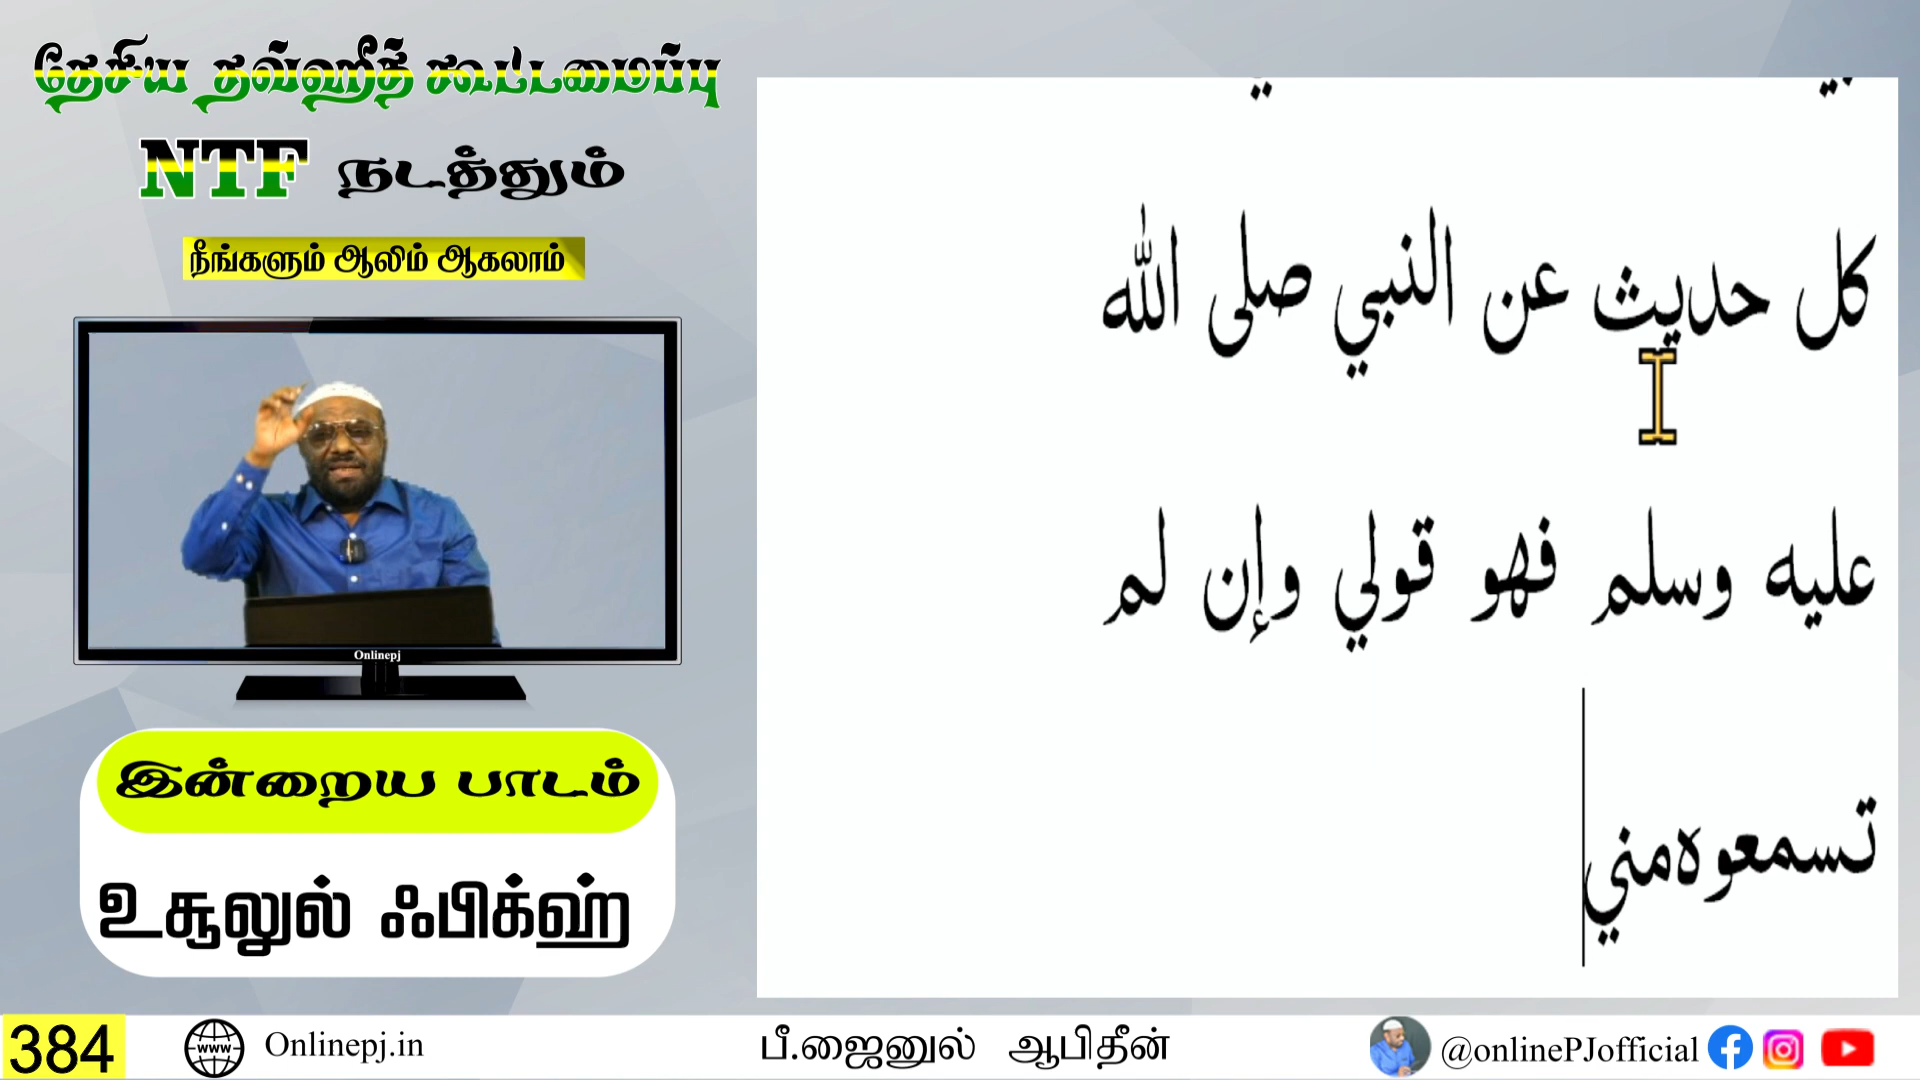 தேசிய தவ்ஹீத் கூட்டமைப்பு
NTF நடத்தும்
நீங்களும் ஆலிம் ஆகலாம்
Onlinepj
இன்றைய பாடம்
உசூலுல் ஃபிக்ஹ்
كل حديث عن النبي صلى الله
عليه وسلم فهو قولي وإن لم
تسمعوه مني
384
www
Onlinepj.in
பீ.ஜைனுல் ஆபிதீன்
@onlinePJofficial